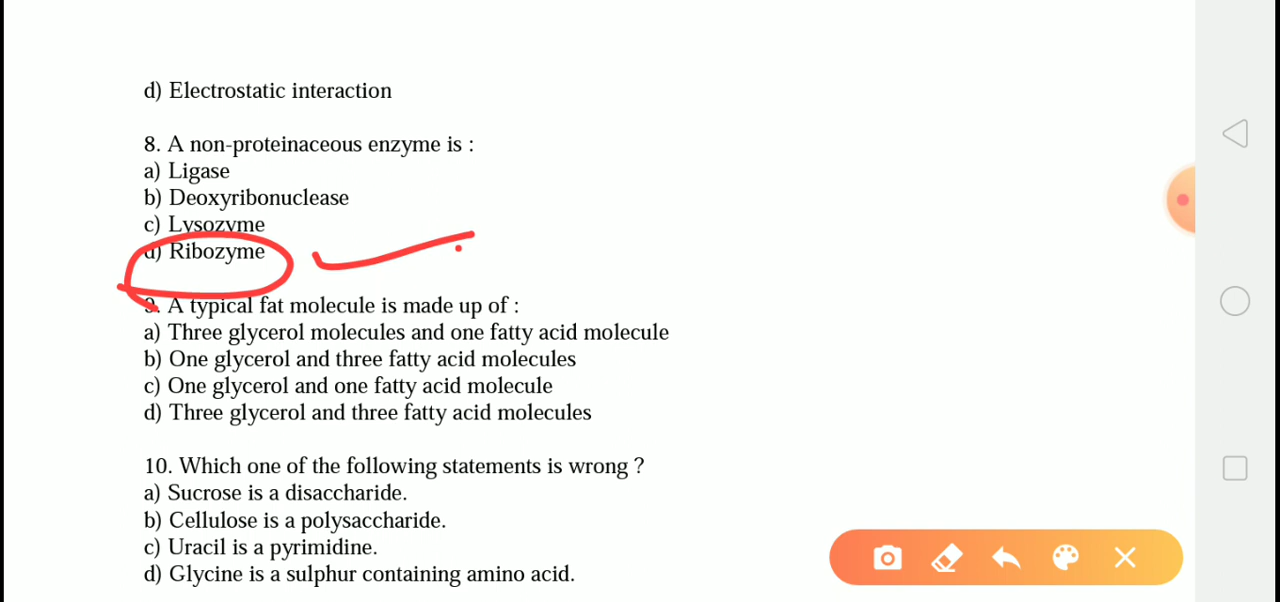 d) Electrostatic interaction
8. A non-proteinaceous enzyme is :
a) Ligase
b) Deoxyribonuclease
c) Lysozyme
d) Ribozyme
9. A typical fat molecule is made up of :
a) Three glycerol molecules and one fatty acid molecule
b) One glycerol and three fatty acid molecules
c) One glycerol and one fatty acid molecule
d) Three glycerol and three fatty acid molecules
10. Which one of the following statements is wrong ?
a) Sucrose is a disaccharide.
b) Cellulose is a polysaccharide.
c) Uracil is a pyrimidine.
d) Glycine is a sulphur containing amino acid.